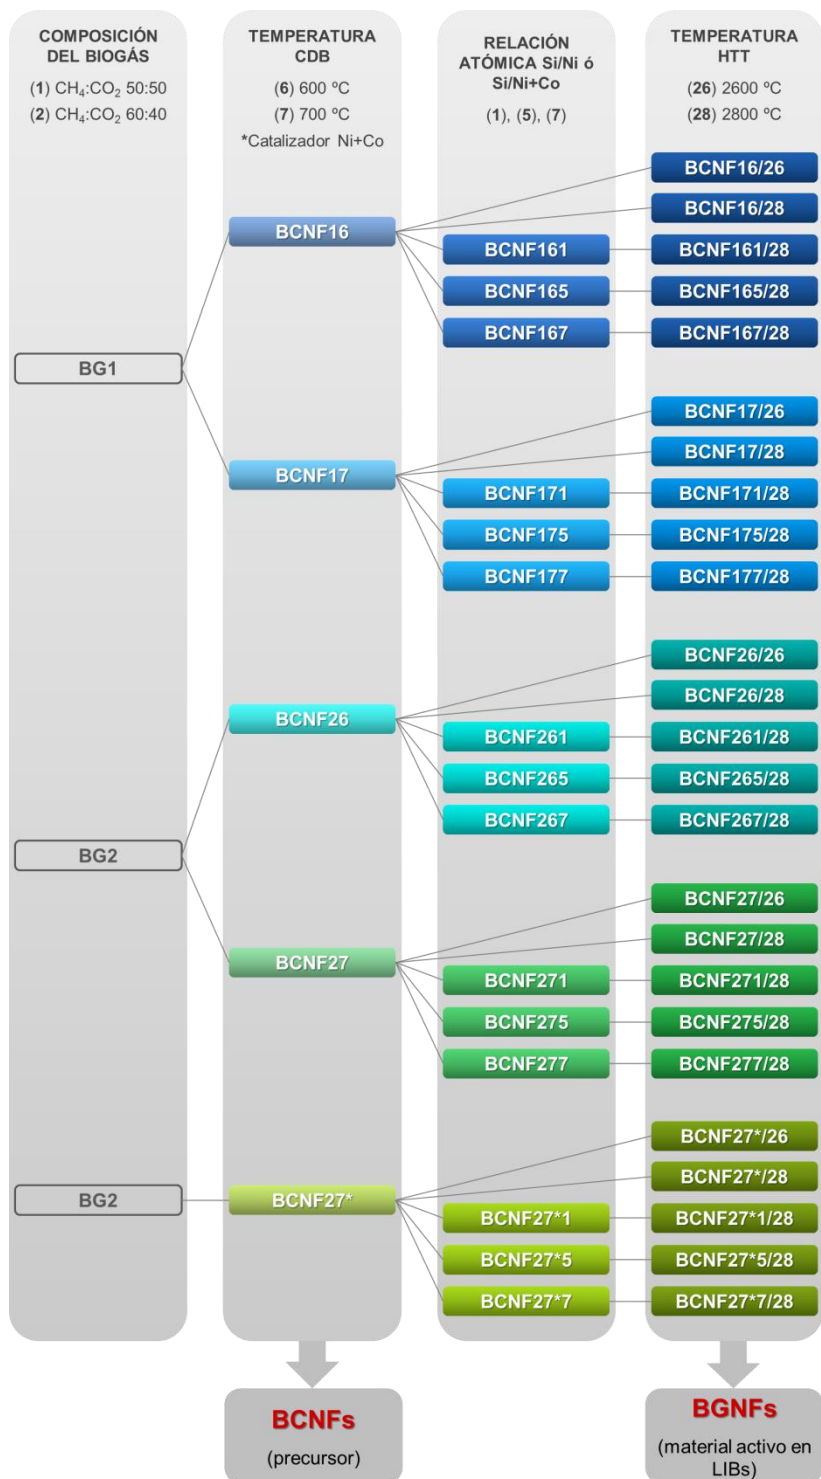 COMPOSICIÓN
DEL BIOGÁS
(1) CH₄:CO₂ 50:50
(2) CH₄:CO₂ 60:40
TEMPERATURA
CDB
(6) 600 ºC
(7) 700 ºC
*Catalizador Ni+Co
RELACIÓN
ATÓMICA Si/Ni ó
Si/Ni+Co
(1), (5), (7)
TEMPERATURA
HTT
(26) 2600 ºC
(28) 2800 ºC
BG1
BCNF16
BCNF16/26
BCNF16/28
BCNF161
BCNF161/28
BCNF165
BCNF165/28
BCNF167
BCNF167/28
BCNF17
BCNF17/26
BCNF17/28
BCNF171
BCNF171/28
BCNF175
BCNF175/28
BCNF177
BCNF177/28
BG2
BCNF26
BCNF26/26
BCNF26/28
BCNF261
BCNF261/28
BCNF265
BCNF265/28
BCNF267
BCNF267/28
BCNF27
BCNF27/26
BCNF27/28
BCNF271
BCNF271/28
BCNF275
BCNF275/28
BCNF277
BCNF277/28
BG2
BCNF27*
BCNF27*/26
BCNF27*/28
BCNF27*1
BCNF27*1/28
BCNF27*5
BCNF27*5/28
BCNF27*7
BCNF27*7/28
BCNFs
(precursor)
BGNFs
(material activo en
LIBs)